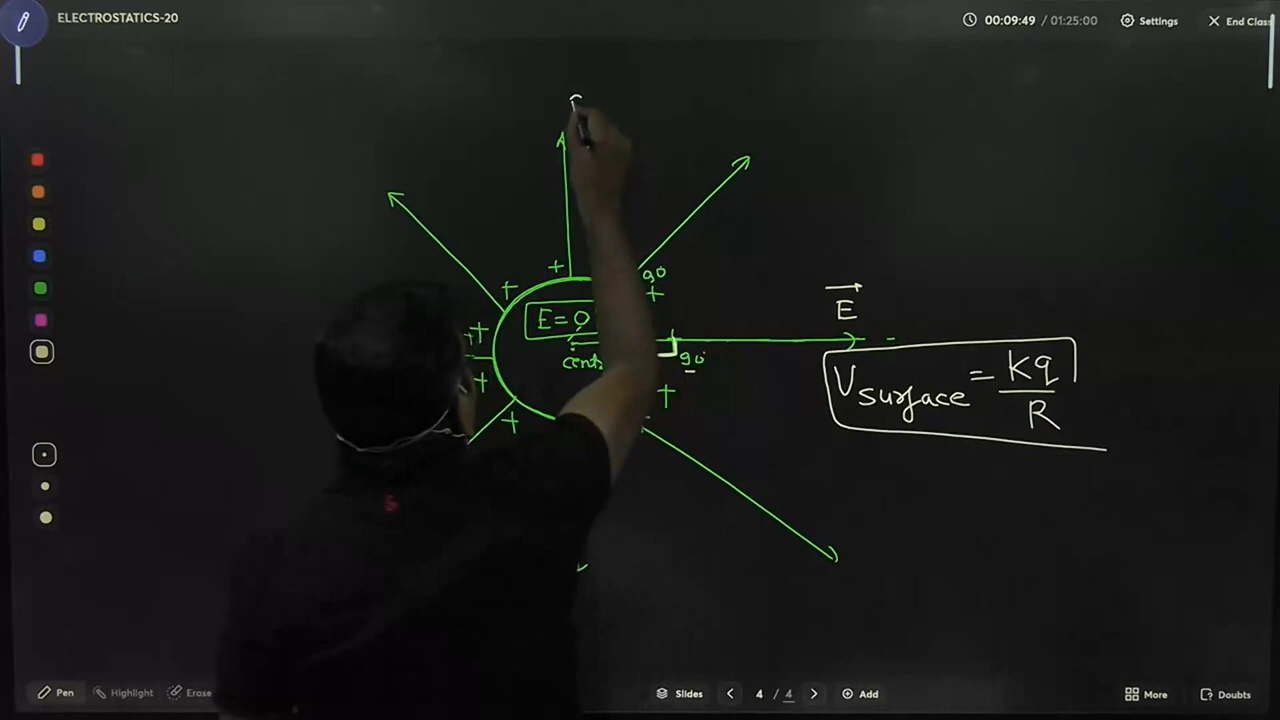 ELECTROSTATICS-20
00:09:49 / 01:25:00
Settings
End Class
+
90
+
+
E = 0
E
+
90°
+
+
+
+
V surface = Kq / R
Pen
Highlight
Erase
Slides
4 / 4
Add
More
Doubts